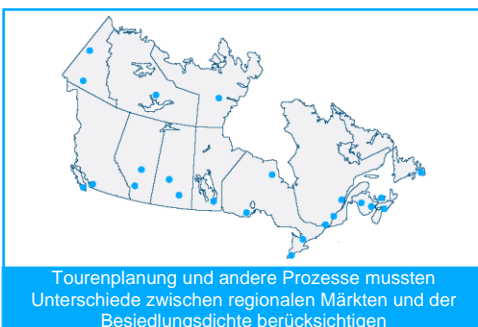 Tourenplanung und andere Prozesse mussten
Unterschiede zwischen regionalen Märkten und der
Besiedlungsdichte berücksichtigen